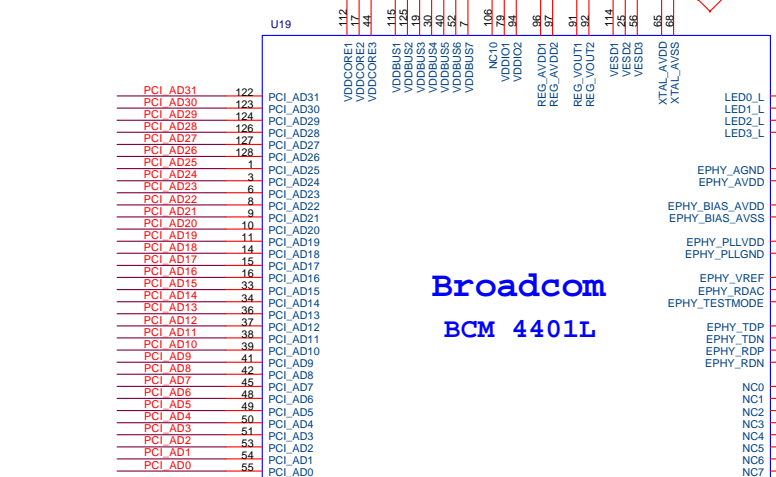 U19
112 17 44 115 125 19 30 40 52 7 106 79 94 96 97 91 92 114 25 56 65 68
VDDCORE1
VDDCORE2
VDDCORE3
VDDBUS1
VDDBUS2
VDDBUS3
VDDBUS4
VDDBUS5
VDDBUS6
VDDBUS7
NC10
VDDIO1
VDDIO2
REG_AVDD1
REG_AVDD2
REG_VOUT1
REG_VOUT2
VESD1
VESD2
VESD3
XTAL_AVDD
XTAL_AVSS
PCI_AD31 122 PCI_AD31
PCI_AD30 123 PCI_AD30
PCI_AD29 124 PCI_AD29
PCI_AD28 126 PCI_AD28
PCI_AD27 127 PCI_AD27
PCI_AD26 128 PCI_AD26
PCI_AD25 1 PCI_AD25
PCI_AD24 3 PCI_AD24
PCI_AD23 6 PCI_AD23
PCI_AD22 8 PCI_AD22
PCI_AD21 9 PCI_AD21
PCI_AD20 10 PCI_AD20
PCI_AD19 11 PCI_AD19
PCI_AD18 14 PCI_AD18
PCI_AD17 15 PCI_AD17
PCI_AD16 16 PCI_AD16
PCI_AD15 33 PCI_AD15
PCI_AD14 34 PCI_AD14
PCI_AD13 36 PCI_AD13
PCI_AD12 37 PCI_AD12
PCI_AD11 38 PCI_AD11
PCI_AD10 39 PCI_AD10
PCI_AD9 41 PCI_AD9
PCI_AD8 42 PCI_AD8
PCI_AD7 45 PCI_AD7
PCI_AD6 48 PCI_AD6
PCI_AD5 49 PCI_AD5
PCI_AD4 50 PCI_AD4
PCI_AD3 51 PCI_AD3
PCI_AD2 53 PCI_AD2
PCI_AD1 54 PCI_AD1
PCI_AD0 55 PCI_AD0
Broadcom
BCM 4401L
LED0_L
LED1_L
LED2_L
LED3_L
EPHY_AGND
EPHY_AVDD
EPHY_BIAS_AVDD
EPHY_BIAS_AVSS
EPHY_PLLVDD
EPHY_PLLGND
EPHY_VREF
EPHY_RDAC
EPHY_TESTMODE
EPHY_TDP
EPHY_TDN
EPHY_RDP
EPHY_RDN
NC0
NC1
NC2
NC3
NC4
NC5
NC6
NC7